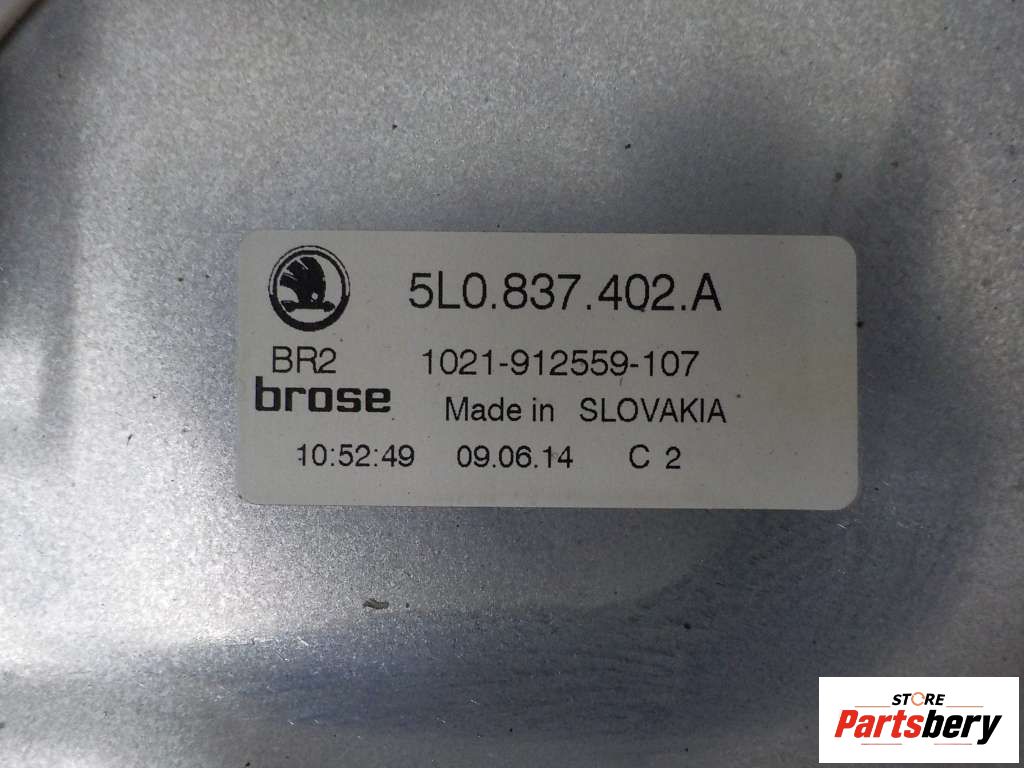 5L0.837.402.A
BR2 1021-912559-107
brose Made in SLOVAKIA
10:52:49 09.06.14 C 2
STORE
Partsbery